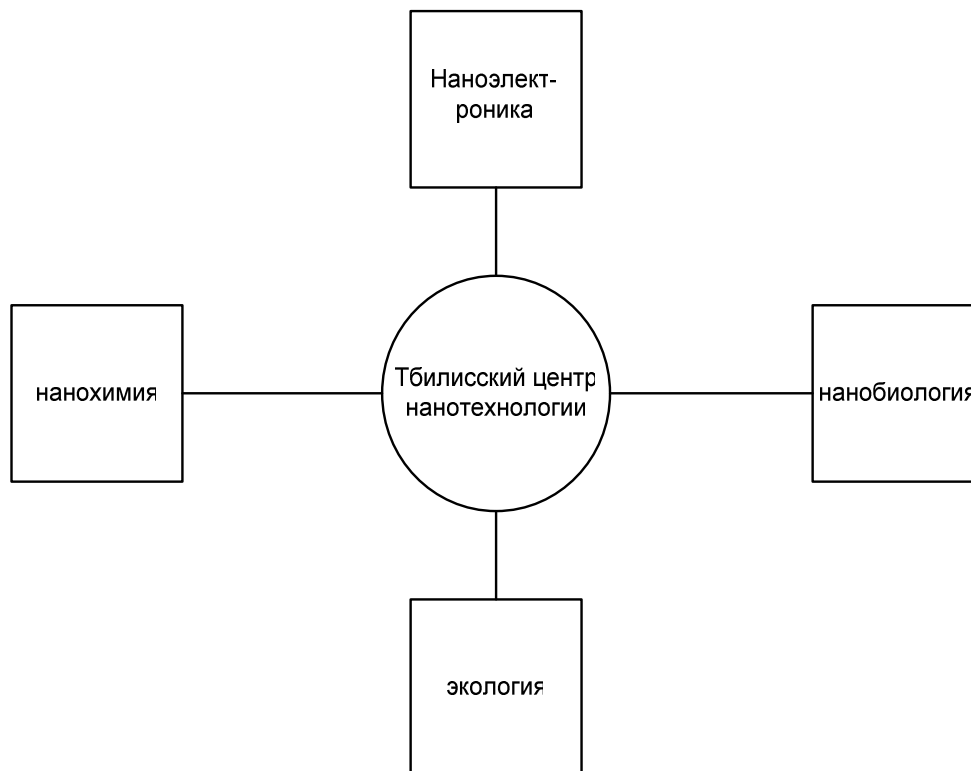 Наноэлект-
роника
нанохимия
Тбилисский центр
нанотехнологии
нанобиология
экология